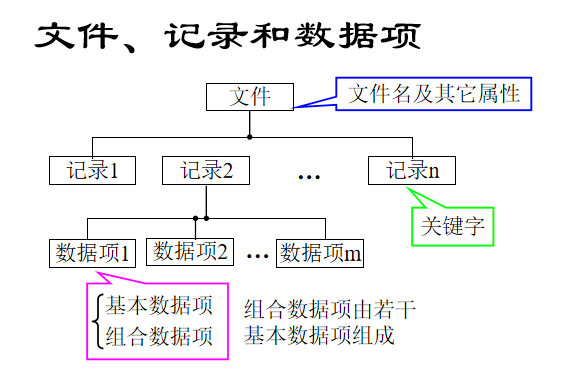 文件、记录和数据项
文件
文件名及其它属性
记录1
记录2
…
记录n
关键字
数据项1
数据项2
…
数据项m
基本数据项
组合数据项
组合数据项由若干
基本数据项组成